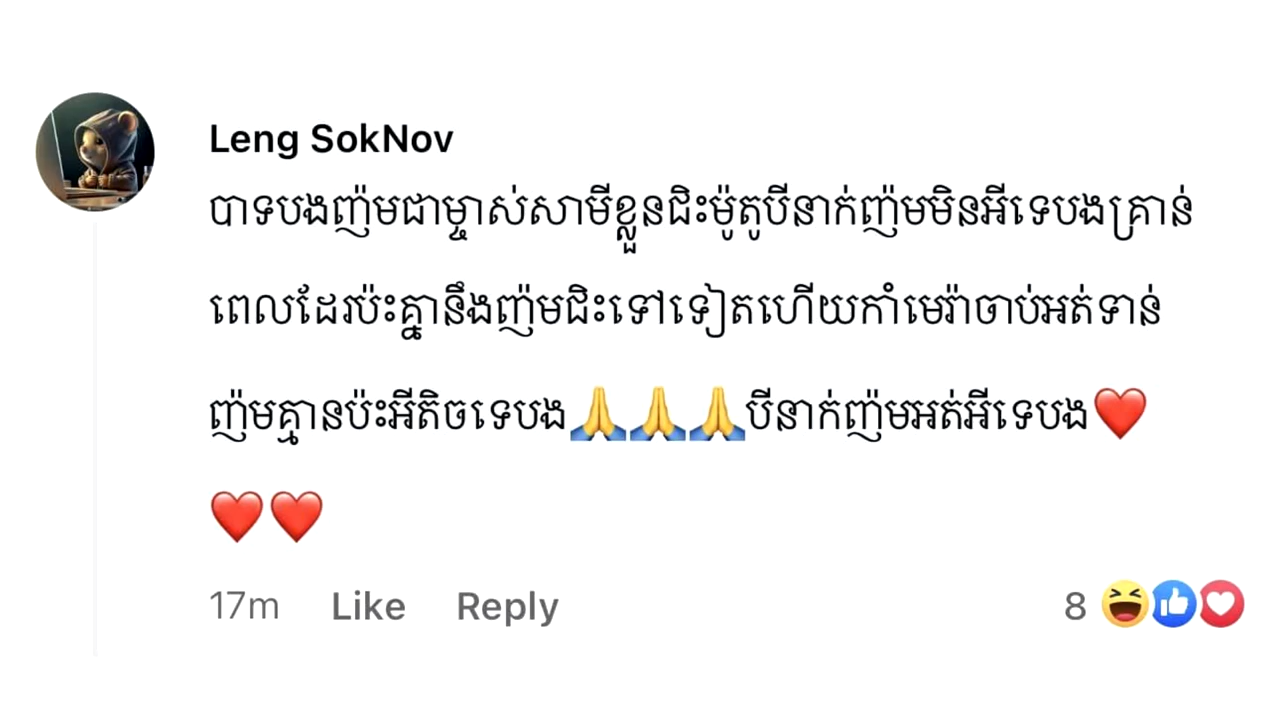 Leng SokNov
បាទបងញ៉មជាម្ចាស់សាមីខ្លួនជិះម៉ូតូបីនាក់ញ៉មមិនអីទេបងគ្រាន់
ពេលដែរប៉ះគ្នានឹងញ៉មជិះទៅទៀតហើយកាំមេរ៉ាចាប់អត់ទាន់
ញ៉មគ្មានប៉ះអីតិចទេបង🙏🙏🙏បីនាក់ញ៉មអត់អីទេបង❤️
❤️❤️
17m Like Reply 8